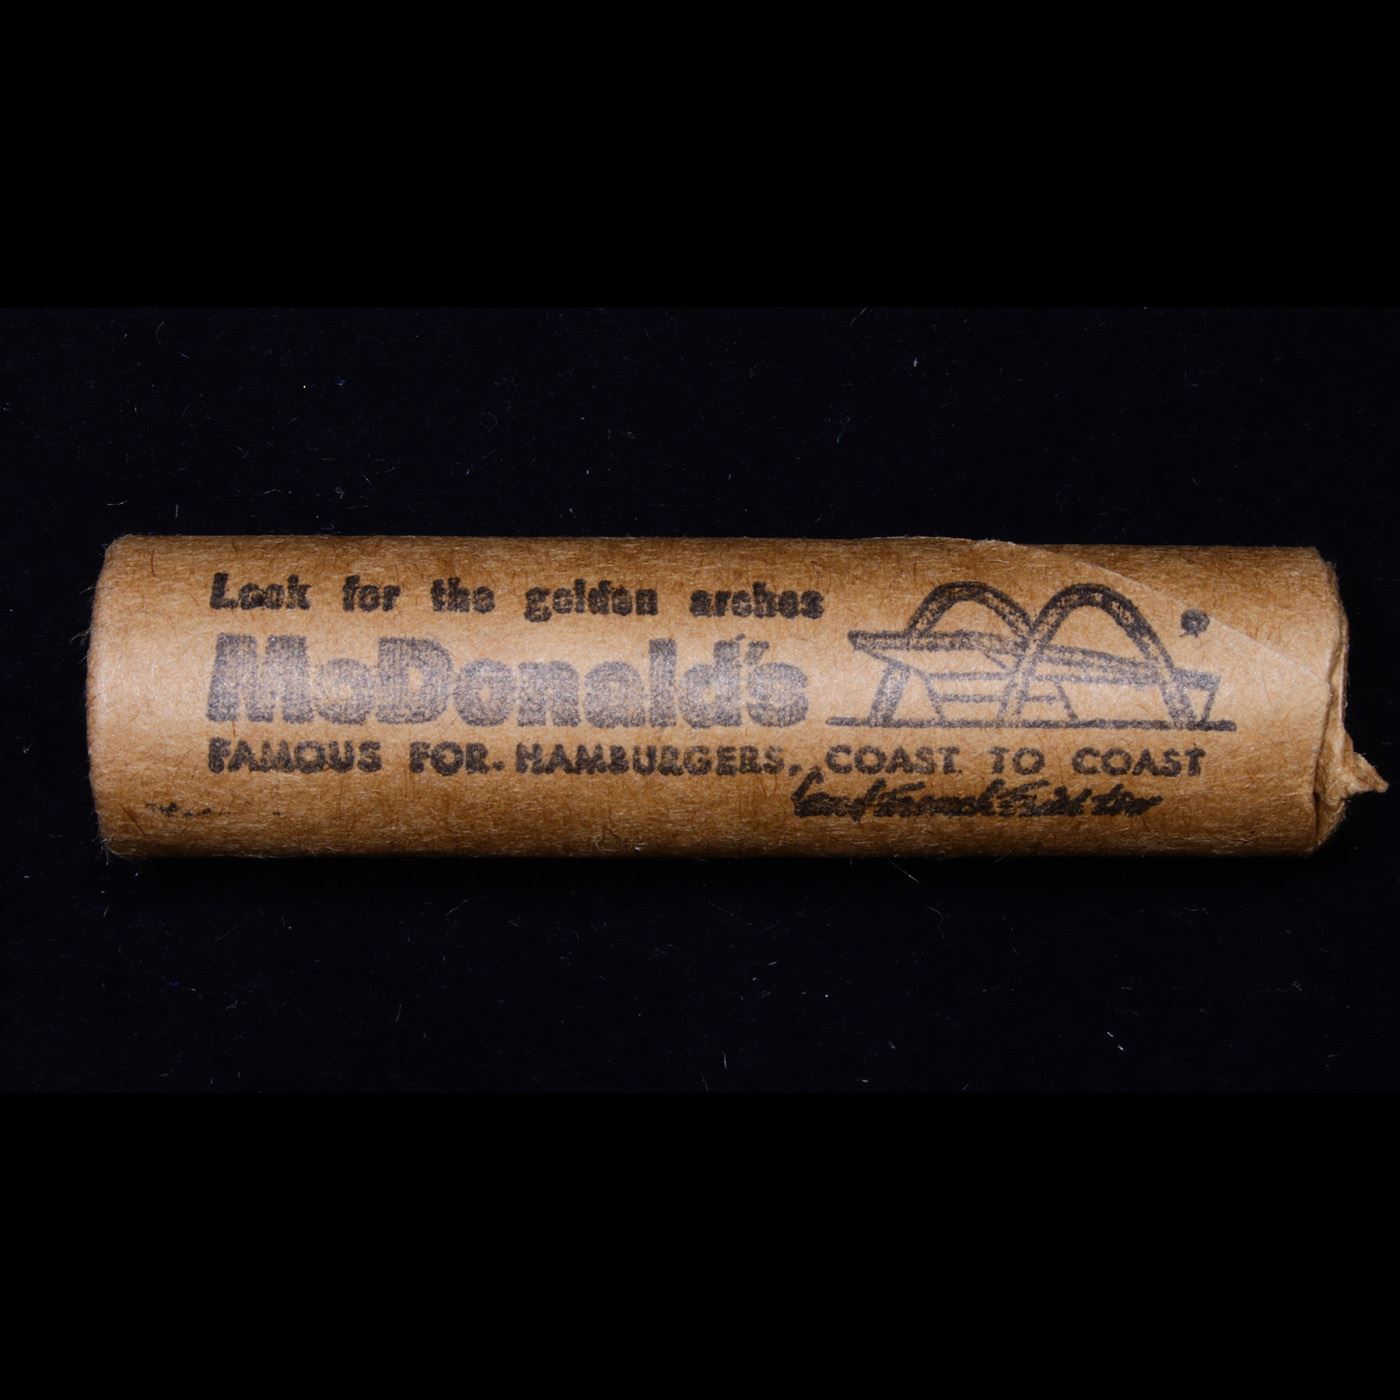 Look for the golden arches
McDonald's
FAMOUS FOR HAMBURGERS, COAST TO COAST